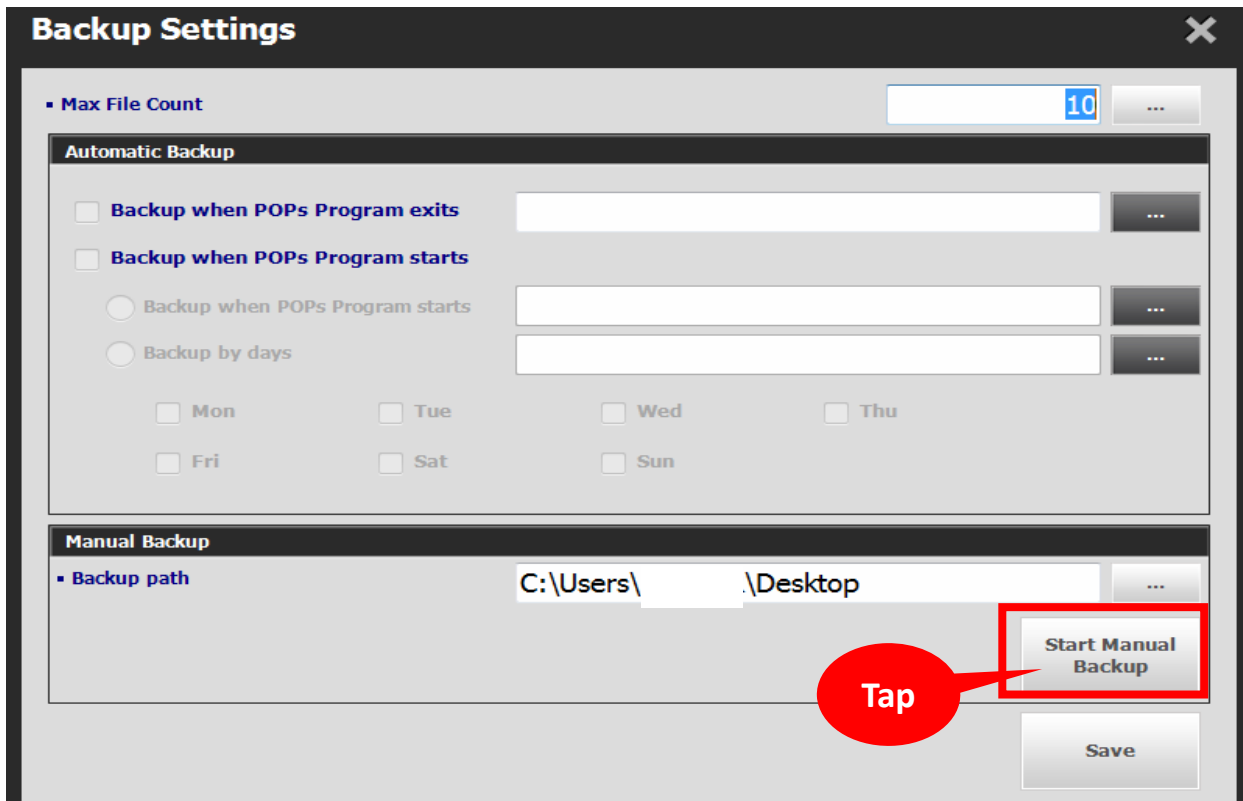 Backup Settings
▪ Max File Count 10 ...
Automatic Backup
Backup when POPs Program exits ...
Backup when POPs Program starts
Backup when POPs Program starts ...
Backup by days ...
Mon Tue Wed Thu
Fri Sat Sun
Manual Backup
▪ Backup path C:\Users\ \Desktop ...
Start Manual
Backup
Tap
Save